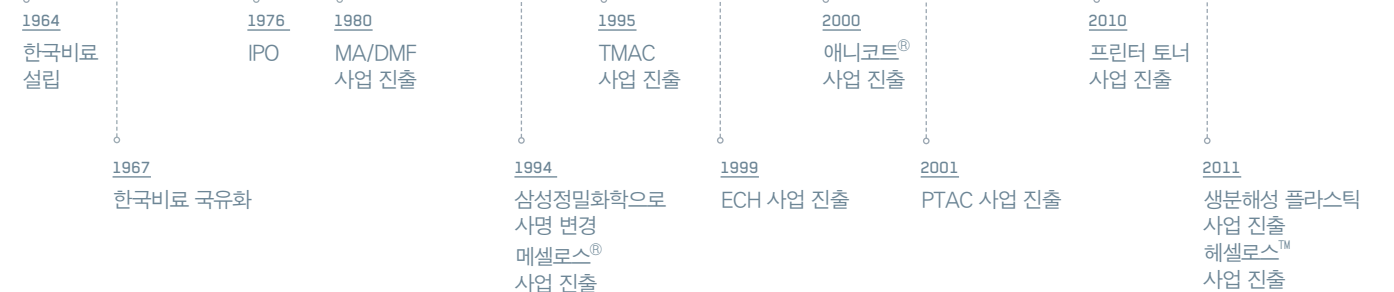 1964
한국비료
설립
1967
한국비료 국유화
1976
IPO
1980
MA/DMF
사업 진출
1994
삼성정밀화학으로
사명 변경
메셀로스®
사업 진출
1995
TMAC
사업 진출
1999
ECH 사업 진출
2000
애니코트®
사업 진출
2001
PTAC 사업 진출
2010
프린터 토너
사업 진출
2011
생분해성 플라스틱
사업 진출
헤셀로스™
사업 진출